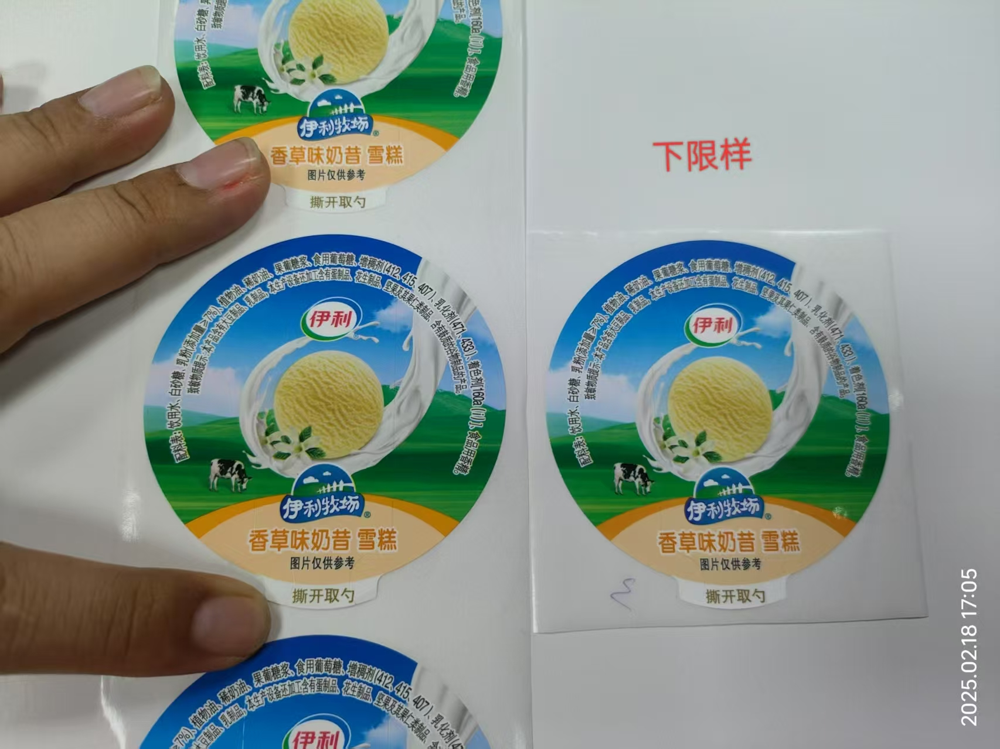 配料表: 饮用水、白砂糖、乳
致敏物质
剂[160a (ii)]、食品用香精。
的产品。
伊利牧场®
香草味奶昔 雪糕
图片仅供参考
撕开取勺
下限样
配料表: 饮用水、白砂糖、乳粉(添加量≥7%)、植物油、稀奶油、果葡糖浆、食用葡萄糖、增稠剂(412、415、407)、乳化剂(471、433)、着色剂[160a (ii)]、食品用香精。
致敏物质提示: 本产品含有大豆制品、乳制品, 本生产设备还加工含有蛋制品、花生制品、坚果及其果仁类制品、含有麸质的谷物制品的产品。
伊利
伊利牧场®
香草味奶昔 雪糕
图片仅供参考
撕开取勺
配料表: 饮用水、白砂糖、乳粉(添加量≥7%)、植物油、稀奶油、果葡糖浆、食用葡萄糖、增稠剂(412、415、407)、乳化剂(471、433)、着色剂[160a (ii)]、食品用香精。
致敏物质提示: 本产品含有大豆制品、乳制品, 本生产设备还加工含有蛋制品、花生制品、坚果及其果仁类制品、含有麸质的谷物制品的产品。
伊利
伊利牧场®
香草味奶昔 雪糕
图片仅供参考
撕开取勺
≥7%)、植物油、稀奶油、果葡糖浆、食用葡萄糖、增稠剂(412、415、407)、乳化剂(47
大豆制品、乳制品, 本生产设备还加工含有蛋制品、花生制品、坚果及其果仁类制品、含
伊利
2025.02.18 17:05